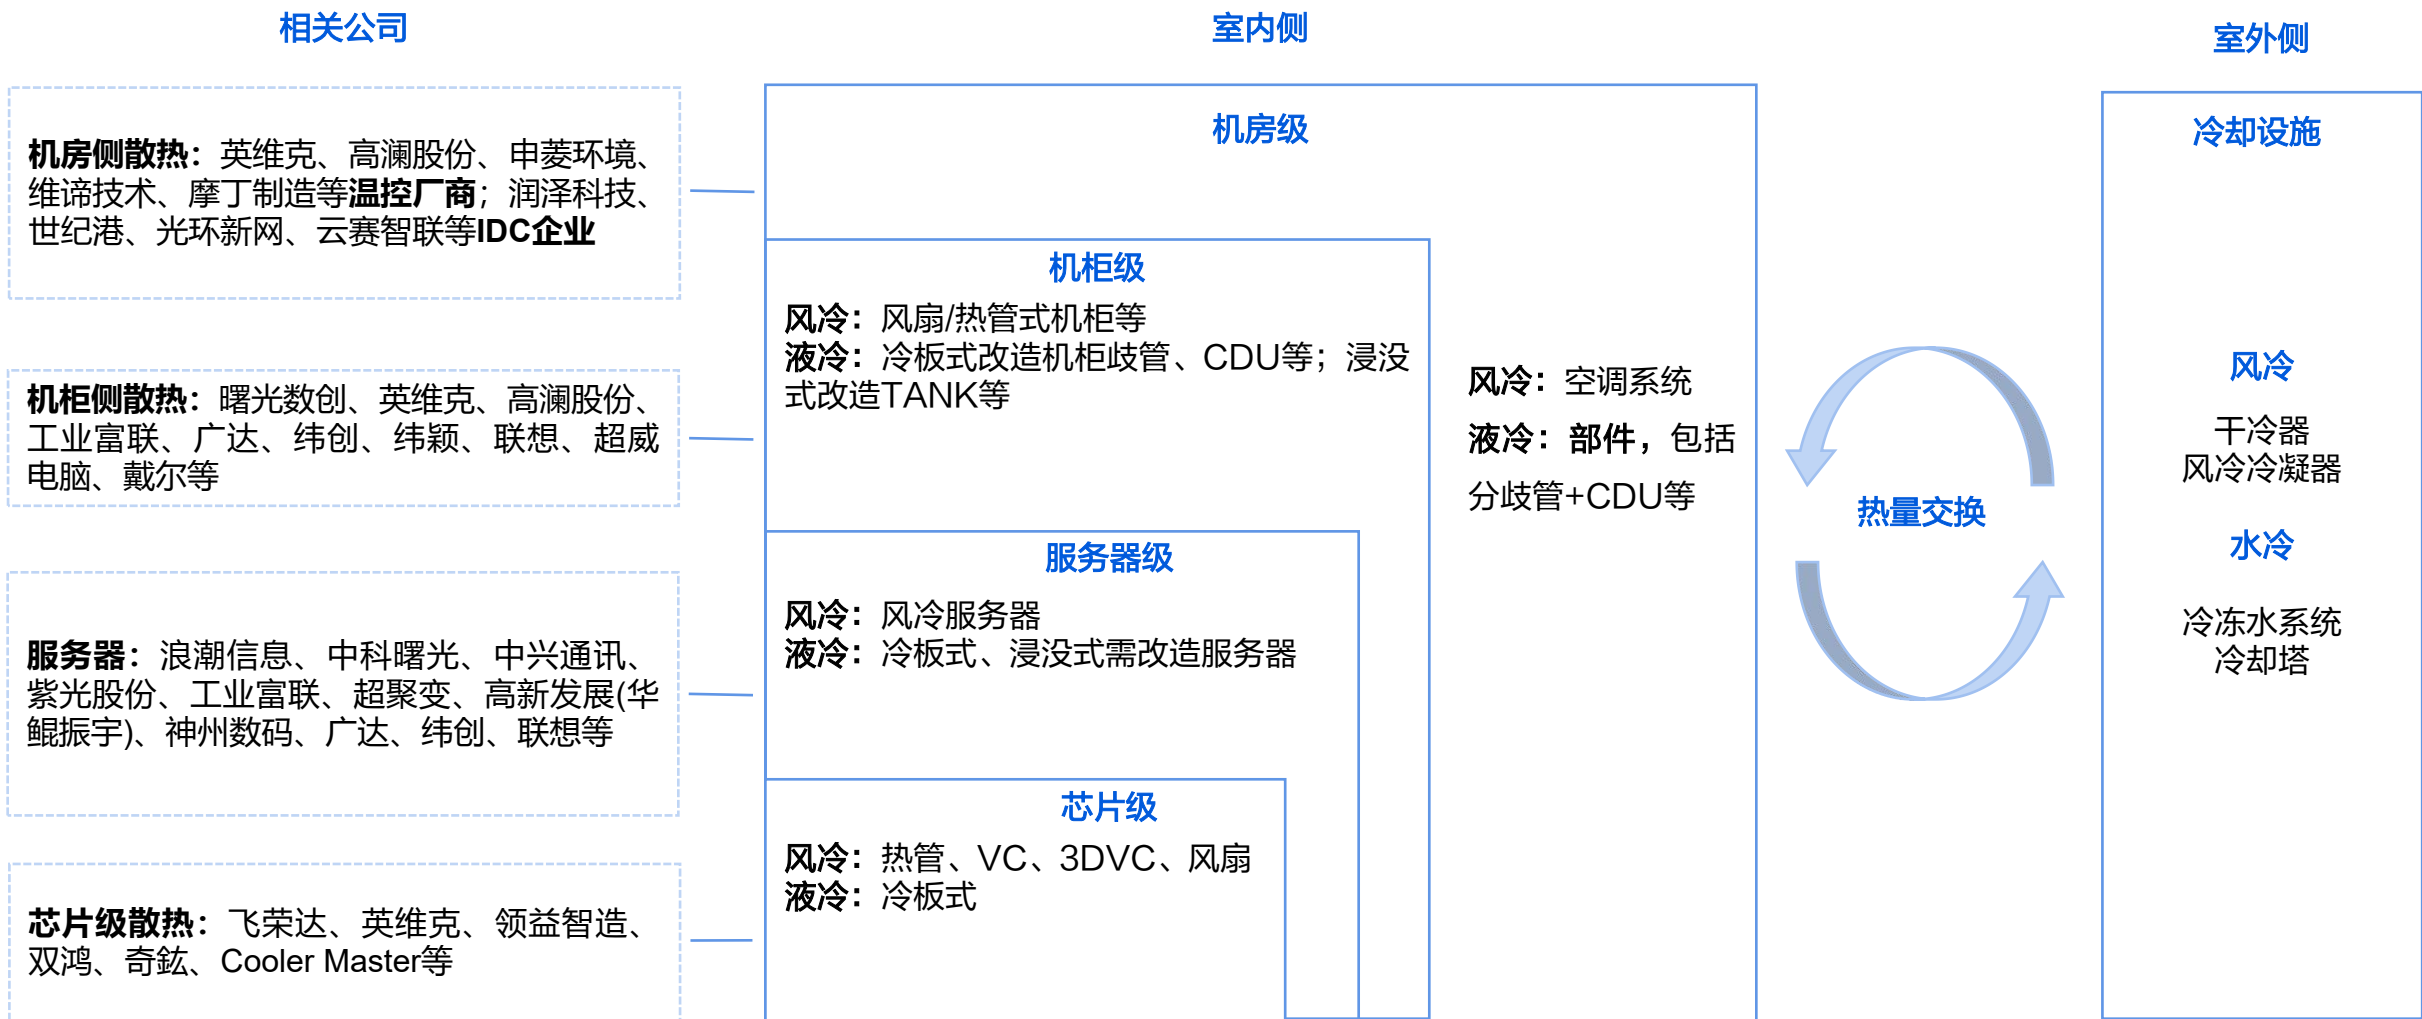 相关公司
机房侧散热：英维克、高澜股份、申菱环境、
维谛技术、摩丁制造等温控厂商；润泽科技、
世纪港、光环新网、云赛智联等IDC企业
机柜侧散热：曙光数创、英维克、高澜股份、
工业富联、广达、纬创、纬颖、联想、超威
电脑、戴尔等
服务器：浪潮信息、中科曙光、中兴通讯、
紫光股份、工业富联、超聚变、高新发展(华
鲲振宇)、神州数码、广达、纬创、联想等
芯片级散热：飞荣达、英维克、领益智造、
双鸿、奇鋐、Cooler Master等
室内侧
机房级
机柜级
风冷：风扇/热管式机柜等
液冷：冷板式改造机柜歧管、CDU等；浸没
式改造TANK等
风冷：空调系统
液冷：部件，包括
分歧管+CDU等
服务器级
风冷：风冷服务器
液冷：冷板式、浸没式需改造服务器
芯片级
风冷：热管、VC、3DVC、风扇
液冷：冷板式
热量交换
室外侧
冷却设施
风冷
干冷器
风冷冷凝器
水冷
冷冻水系统
冷却塔